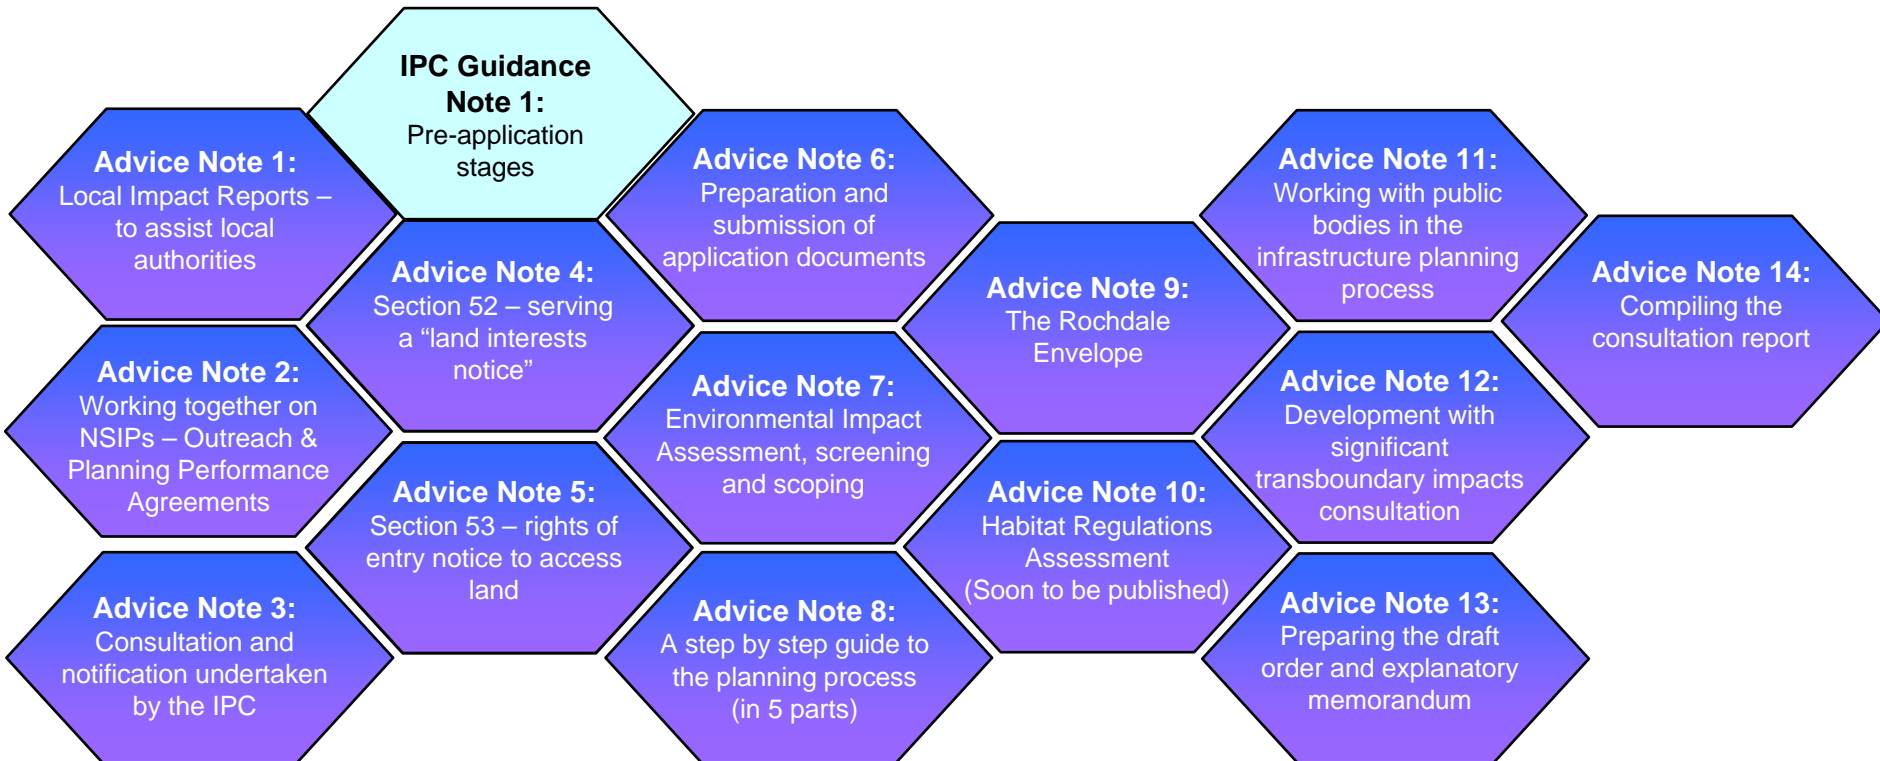 IPC Guidance
Note 1:
Pre-application
stages
Advice Note 1:
Local Impact Reports –
to assist local
authorities
Advice Note 2:
Working together on
NSIPs – Outreach &
Planning Performance
Agreements
Advice Note 3:
Consultation and
notification undertaken
by the IPC
Advice Note 4:
Section 52 – serving
a “land interests
notice”
Advice Note 5:
Section 53 – rights of
entry notice to access
land
Advice Note 6:
Preparation and
submission of
application documents
Advice Note 7:
Environmental Impact
Assessment, screening
and scoping
Advice Note 8:
A step by step guide to
the planning process
(in 5 parts)
Advice Note 9:
The Rochdale
Envelope
Advice Note 10:
Habitat Regulations
Assessment
(Soon to be published)
Advice Note 11:
Working with public
bodies in the
infrastructure planning
process
Advice Note 12:
Development with
significant
transboundary impacts
consultation
Advice Note 13:
Preparing the draft
order and explanatory
memorandum
Advice Note 14:
Compiling the
consultation report